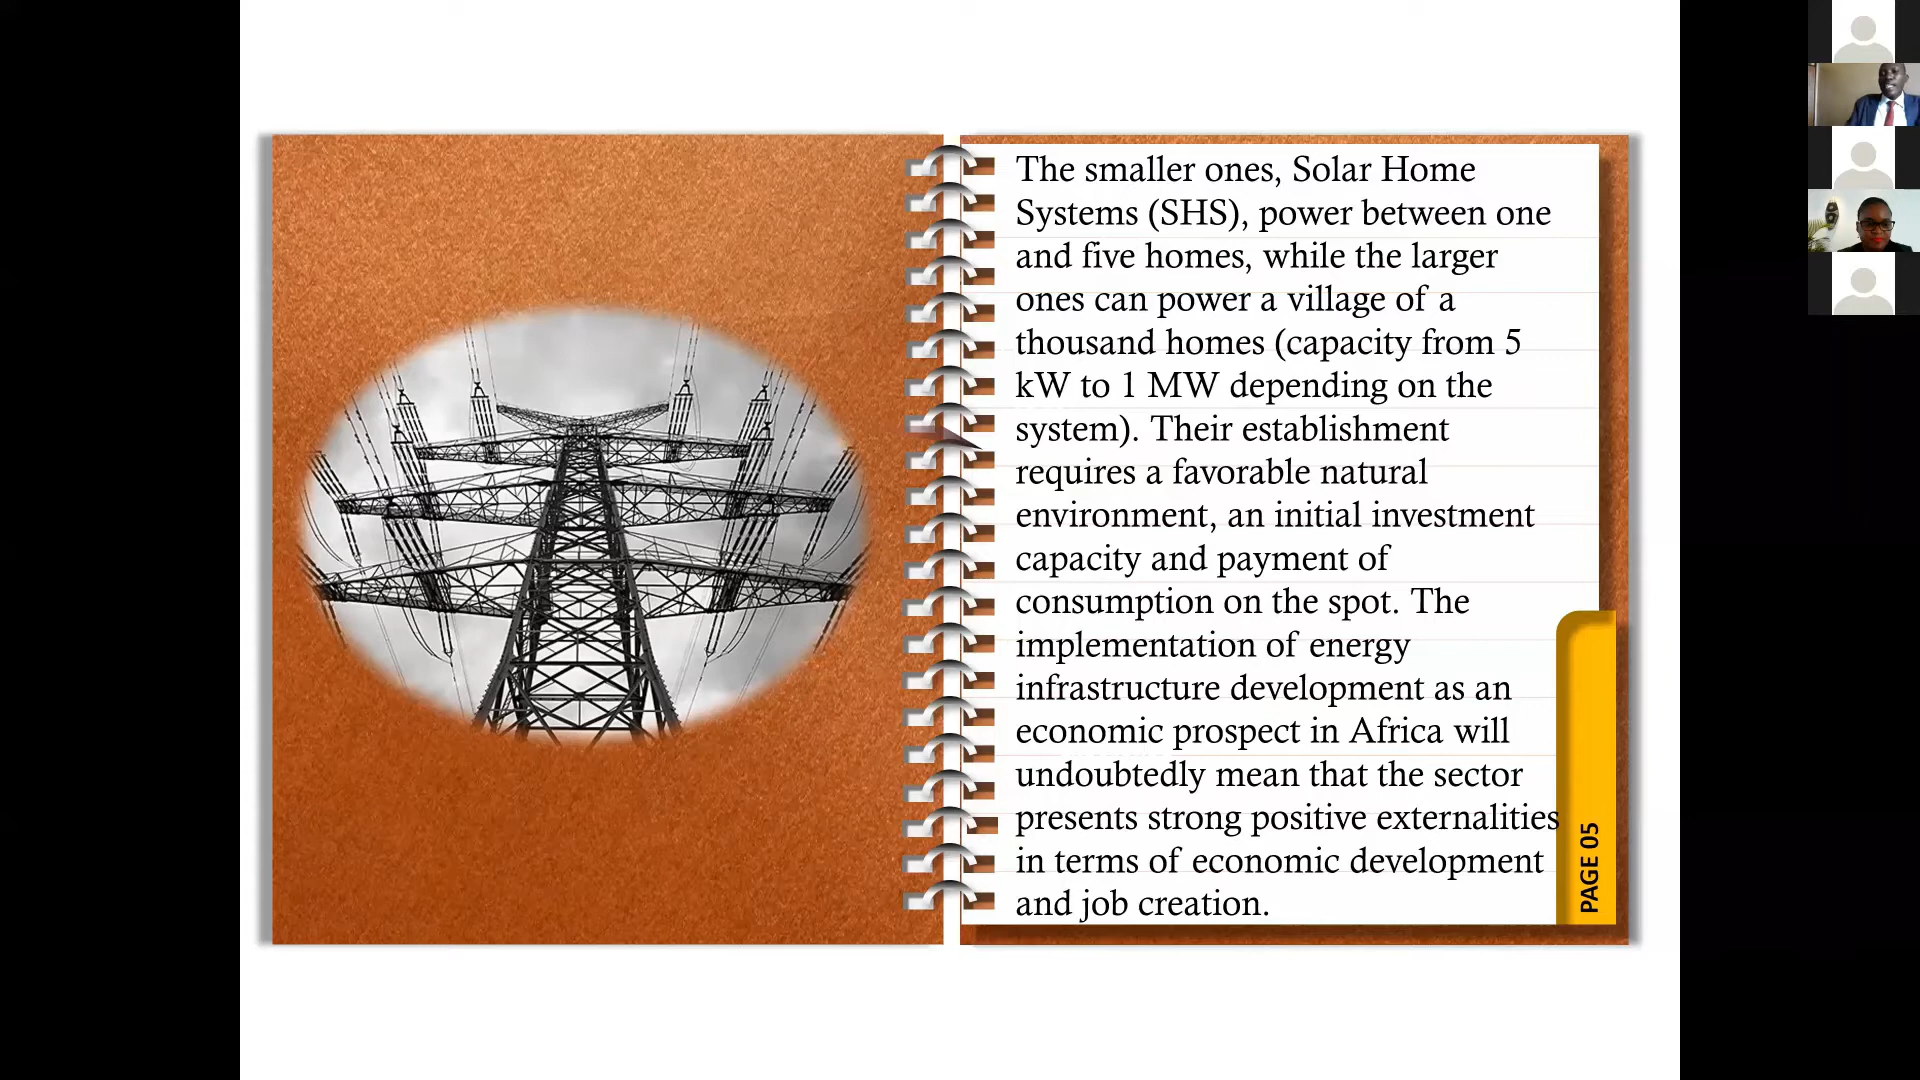 The smaller ones, Solar Home
Systems (SHS), power between one
and five homes, while the larger
ones can power a village of a
thousand homes (capacity from 5
kW to 1 MW depending on the
system). Their establishment
requires a favorable natural
environment, an initial investment
capacity and payment of
consumption on the spot. The
implementation of energy
infrastructure development as an
economic prospect in Africa will
undoubtedly mean that the sector
presents strong positive externalities
in terms of economic development
and job creation.
PAGE 05